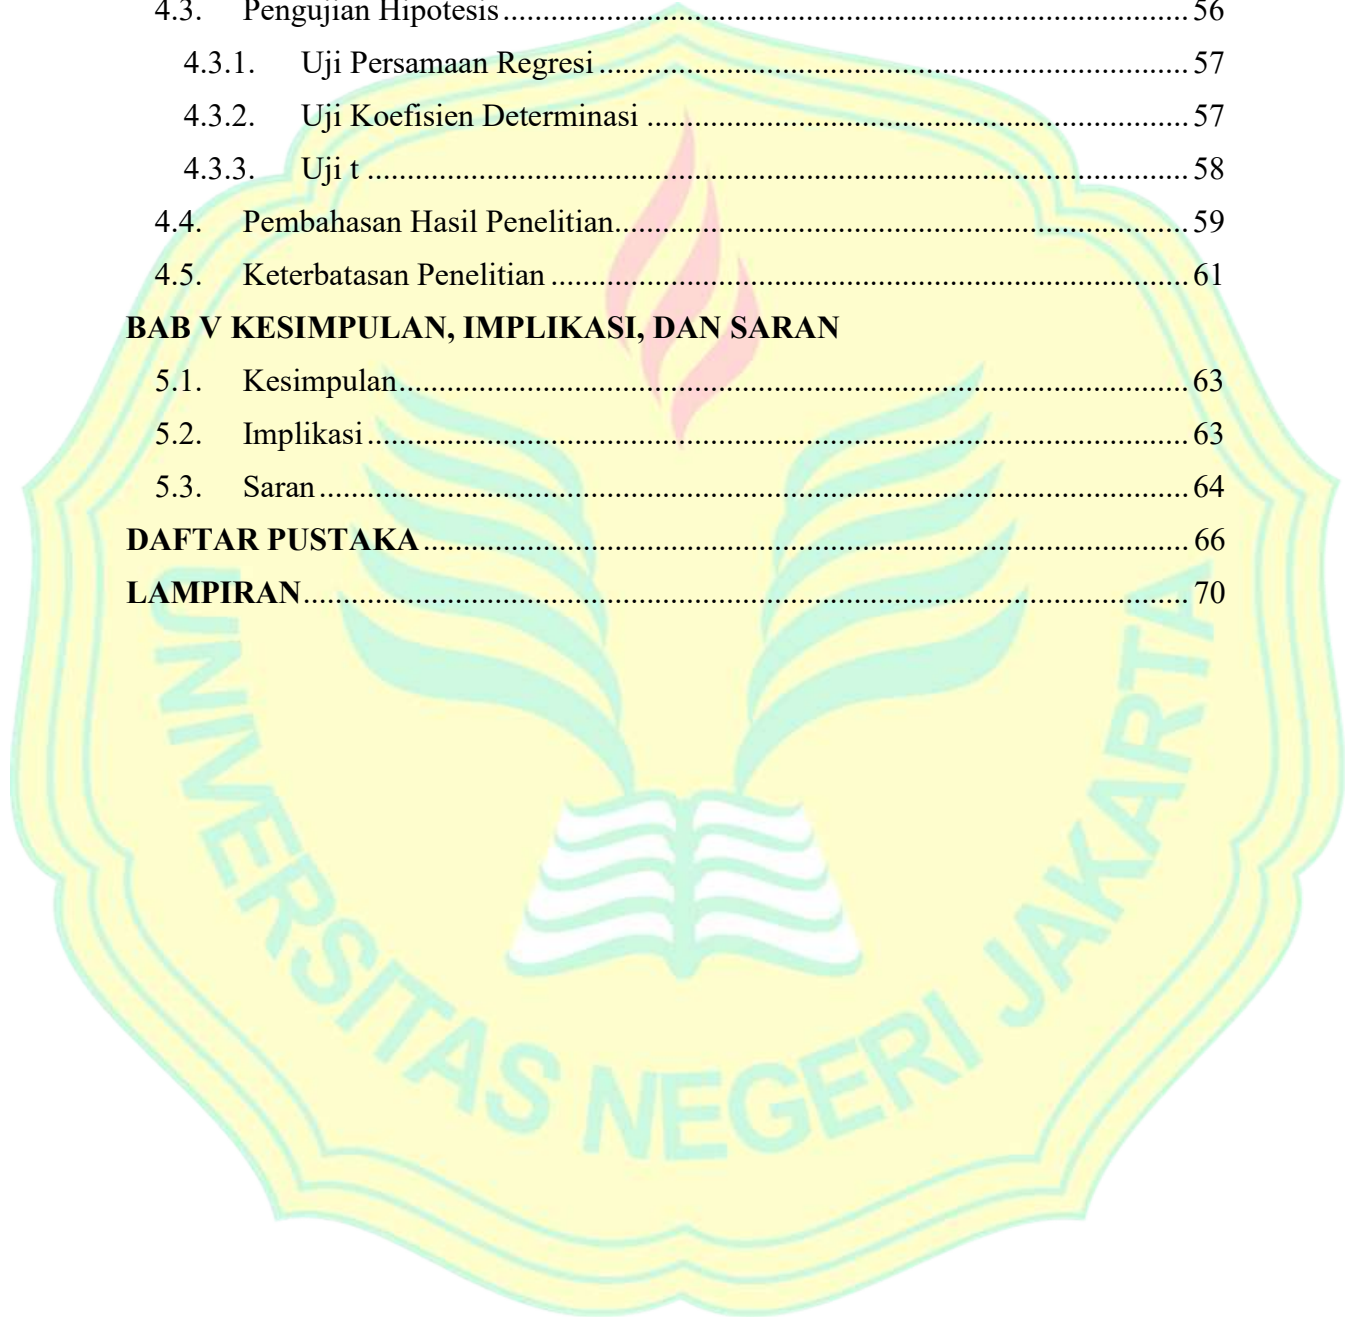 4.3. Pengujian Hipotesis........................................................................................56
4.3.1. Uji Persamaan Regresi............................................................................57
4.3.2. Uji Koefisien Determinasi ......................................................................57
4.3.3. Uji t .........................................................................................................58
4.4. Pembahasan Hasil Penelitian.........................................................................59
4.5. Keterbatasan Penelitian .................................................................................61
BAB V KESIMPULAN, IMPLIKASI, DAN SARAN
5.1. Kesimpulan.....................................................................................................63
5.2. Implikasi.........................................................................................................63
5.3. Saran...............................................................................................................64
DAFTAR PUSTAKA................................................................................................66
LAMPIRAN..............................................................................................................70
UNIVERSITAS NEGERI JAKARTA